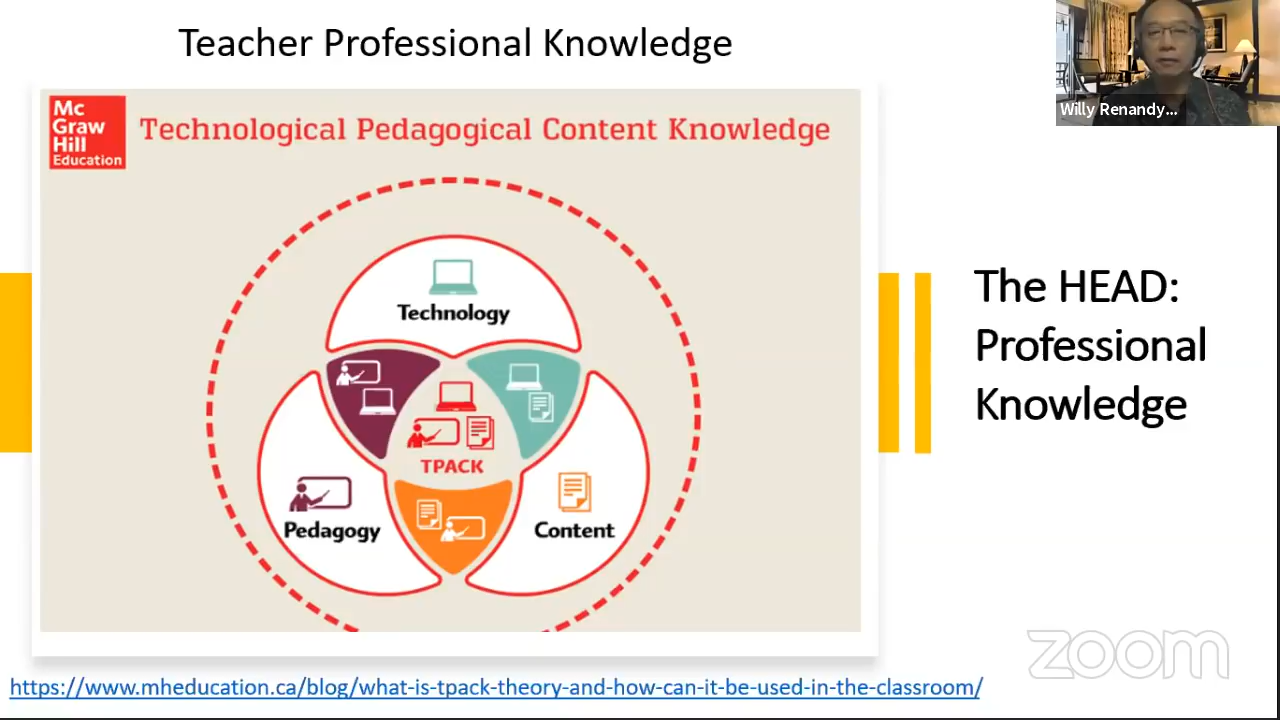 Teacher Professional Knowledge
Willy Renandy...
Mc
Graw
Hill
Education
Technological Pedagogical Content Knowledge
Technology
TPACK
Pedagogy
Content
The HEAD:
Professional
Knowledge
zoom
https://www.mheducation.ca/blog/what-is-tpack-theory-and-how-can-it-be-used-in-the-classroom/